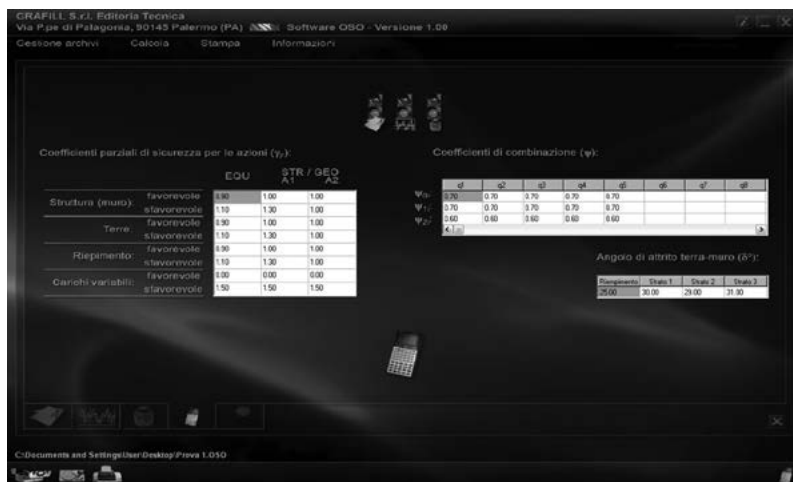 GRAFILL S.r.l. Editoria Tecnica
Via P.pe di Patagonia, 90145 Palermo (PA) Software OSO - Versione 1.00
Gestione archivi Calcola Stampa Informazioni
Coefficienti parziali di sicurezza per le azioni (γF):
EQU STR / GEO
A1 A2
Struttura (muro): favorevole 0.90 1.00 1.00
sfavorevole 1.10 1.30 1.00
Terre: favorevole 0.90 1.00 1.00
sfavorevole 1.10 1.30 1.00
Riepimento: favorevole 0.90 1.00 1.00
sfavorevole 1.10 1.30 1.00
Carichi variabili: favorevole 0.00 0.00 0.00
sfavorevole 1.50 1.50 1.50
Coefficienti di combinazione (ψ):
q1 q2 q3 q4 q5 q6 q7 q8
Ψ0: 0.70 0.70 0.70 0.70 0.70
Ψ1: 0.70 0.70 0.70 0.70 0.70
Ψ2: 0.60 0.60 0.60 0.60 0.60
Angolo di attrito terra-muro (δ°):
Riempimento Strato 1 Strato 2 Strato 3
25.00 30.00 29.00 31.00
C:\Documents and Settings\User\Desktop\Prova 1.OSO